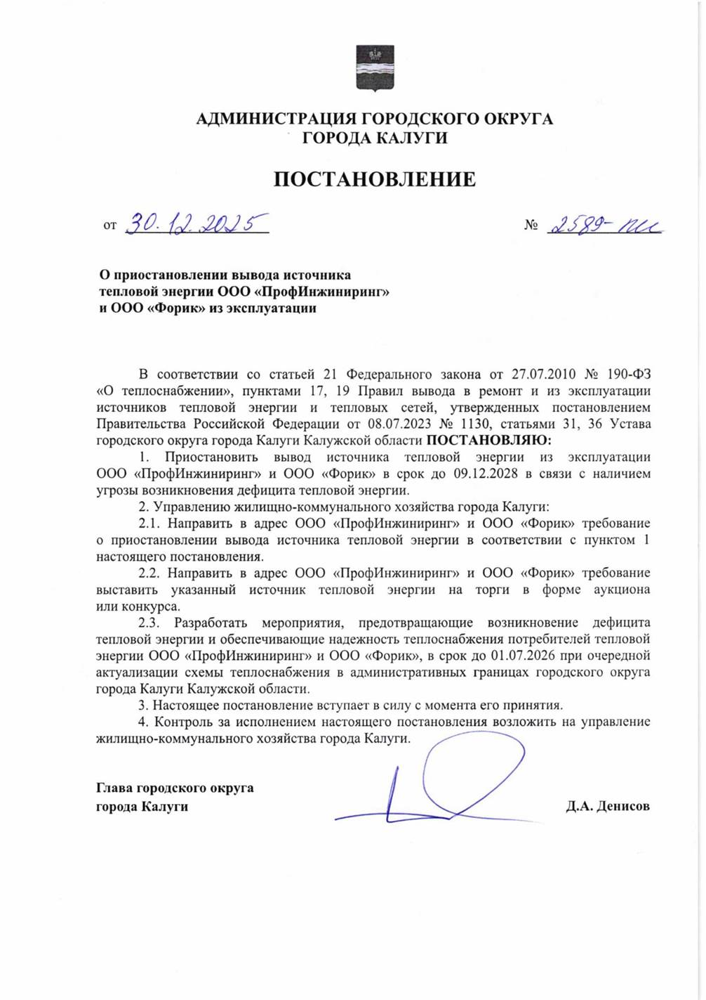 АДМИНИСТРАЦИЯ ГОРОДСКОГО ОКРУГА
ГОРОДА КАЛУГИ
ПОСТАНОВЛЕНИЕ
от 30.12.2025 № 2589-пи
О приостановлении вывода источника
тепловой энергии ООО «ПрофИнжиниринг»
и ООО «Форик» из эксплуатации
В соответствии со статьей 21 Федерального закона от 27.07.2010 № 190-ФЗ
«О теплоснабжении», пунктами 17, 19 Правил вывода в ремонт и из эксплуатации
источников тепловой энергии и тепловых сетей, утвержденных постановлением
Правительства Российской Федерации от 08.07.2023 № 1130, статьями 31, 36 Устава
городского округа города Калуги Калужской области ПОСТАНОВЛЯЮ:
1. Приостановить вывод источника тепловой энергии из эксплуатации
ООО «ПрофИнжиниринг» и ООО «Форик» в срок до 09.12.2028 в связи с наличием
угрозы возникновения дефицита тепловой энергии.
2. Управлению жилищно-коммунального хозяйства города Калуги:
2.1. Направить в адрес ООО «ПрофИнжиниринг» и ООО «Форик» требование
о приостановлении вывода источника тепловой энергии в соответствии с пунктом 1
настоящего постановления.
2.2. Направить в адрес ООО «ПрофИнжиниринг» и ООО «Форик» требование
выставить указанный источник тепловой энергии на торги в форме аукциона
или конкурса.
2.3. Разработать мероприятия, предотвращающие возникновение дефицита
тепловой энергии и обеспечивающие надежность теплоснабжения потребителей тепловой
энергии ООО «ПрофИнжиниринг» и ООО «Форик», в срок до 01.07.2026 при очередной
актуализации схемы теплоснабжения в административных границах городского округа
города Калуги Калужской области.
3. Настоящее постановление вступает в силу с момента его принятия.
4. Контроль за исполнением настоящего постановления возложить на управление
жилищно-коммунального хозяйства города Калуги.
Глава городского округа
города Калуги Д.А. Денисов